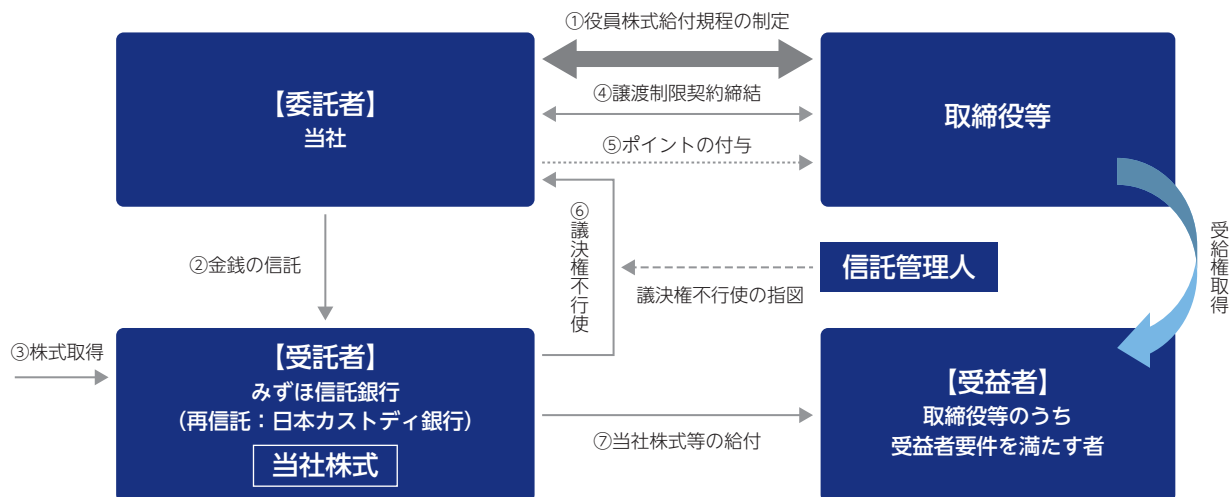 ①役員株式給付規程の制定
【委託者】
当社
④譲渡制限契約締結
取締役等
⑤ポイントの付与
⑥議決権不行使
②金銭の信託
信託管理人
議決権不行使の指図
受給権取得
③株式取得
【受託者】
みずほ信託銀行
（再信託：日本カストディ銀行）
当社株式
⑦当社株式等の給付
【受益者】
取締役等のうち
受益者要件を満たす者